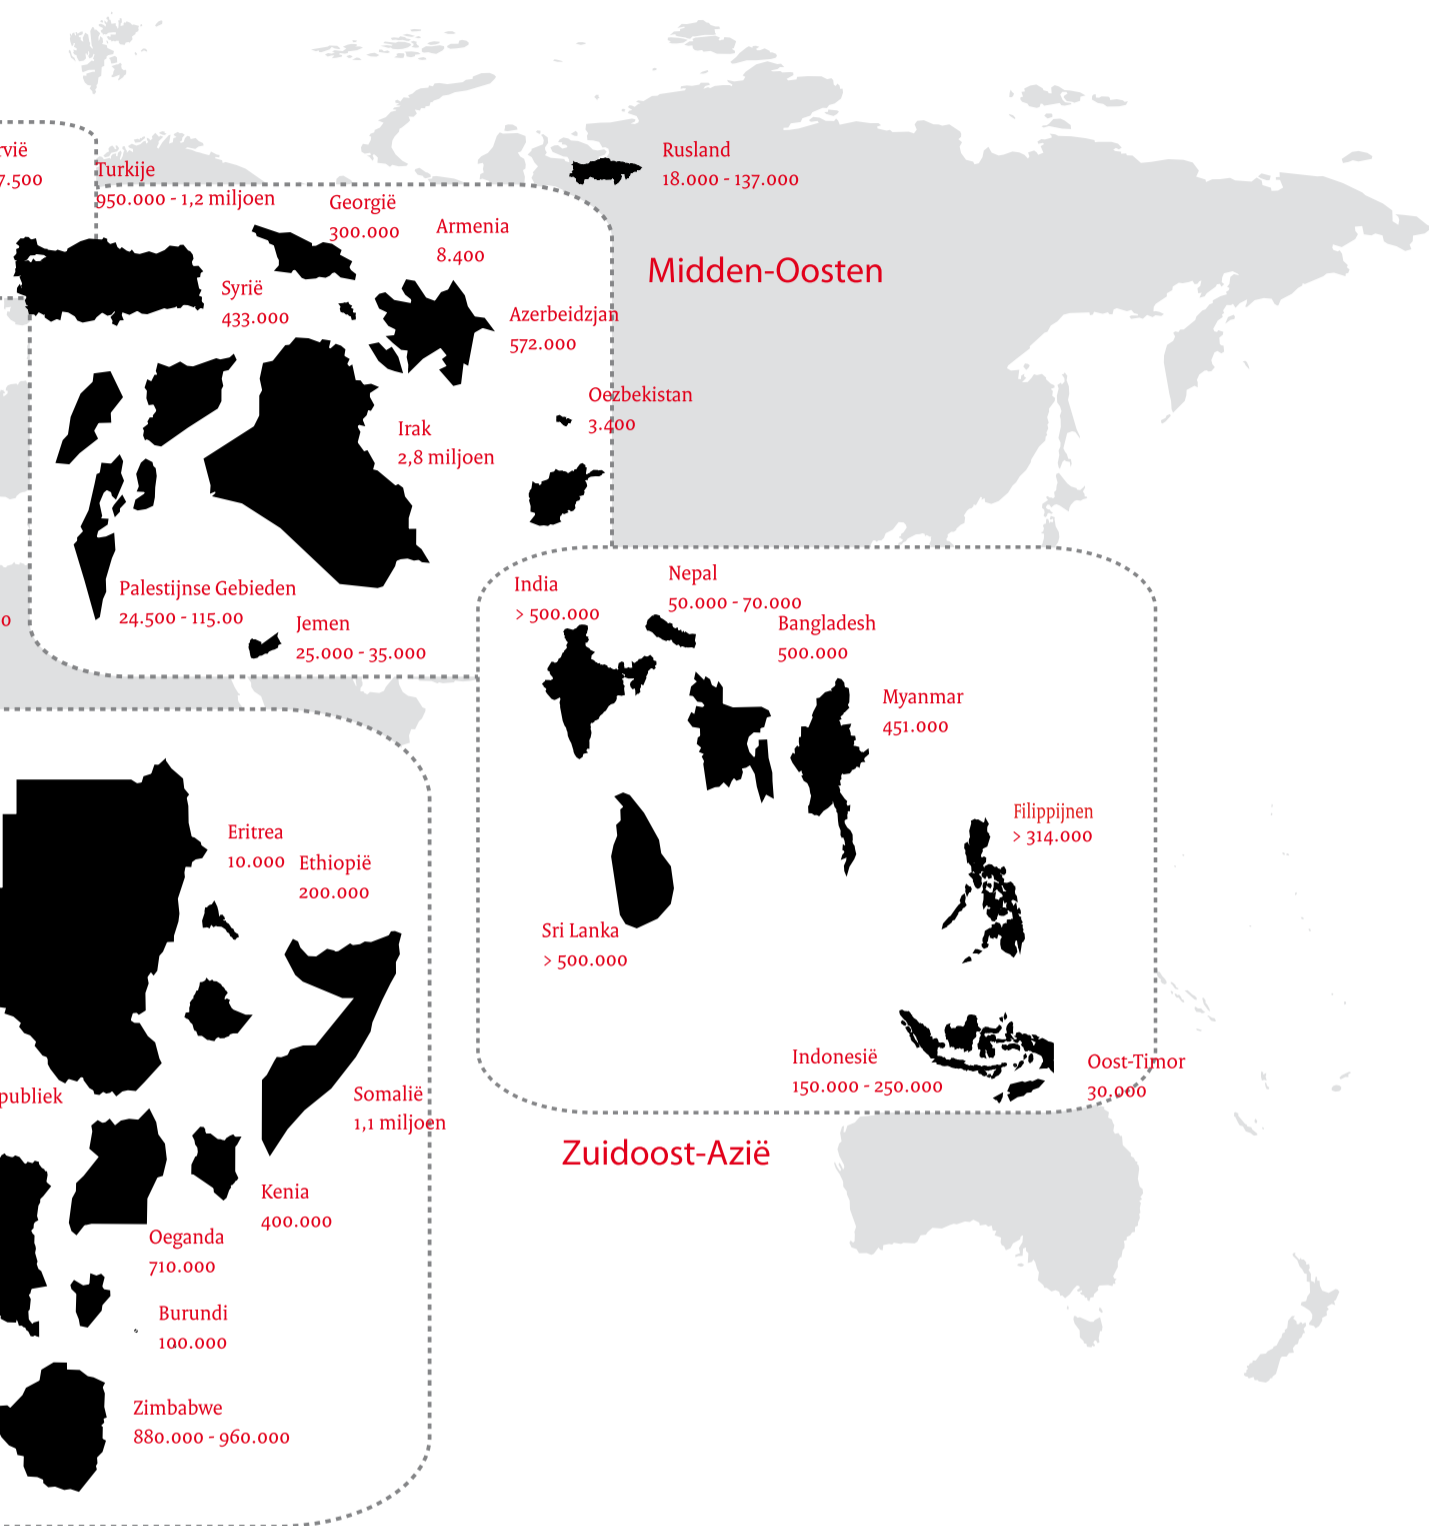 rvië
7.500
Turkije
950.000 - 1,2 miljoen
Georgië
300.000
Armenia
8.400
Rusland
18.000 - 137.000
Midden-Oosten
Syrië
433.000
Azerbeidzjan
572.000
Oezbekistan
3.400
Irak
2,8 miljoen
Palestijnse Gebieden
24.500 - 115.00
Jemen
25.000 - 35.000
0
India
> 500.000
Nepal
50.000 - 70.000
Bangladesh
500.000
Myanmar
451.000
Filippijnen
> 314.000
Sri Lanka
> 500.000
Indonesië
150.000 - 250.000
Oost-Timor
30.000
Zuidoost-Azië
Eritrea
10.000
Ethiopië
200.000
Somalië
1,1 miljoen
publiek
Kenia
400.000
Oeganda
710.000
Burundi
100.000
Zimbabwe
880.000 - 960.000